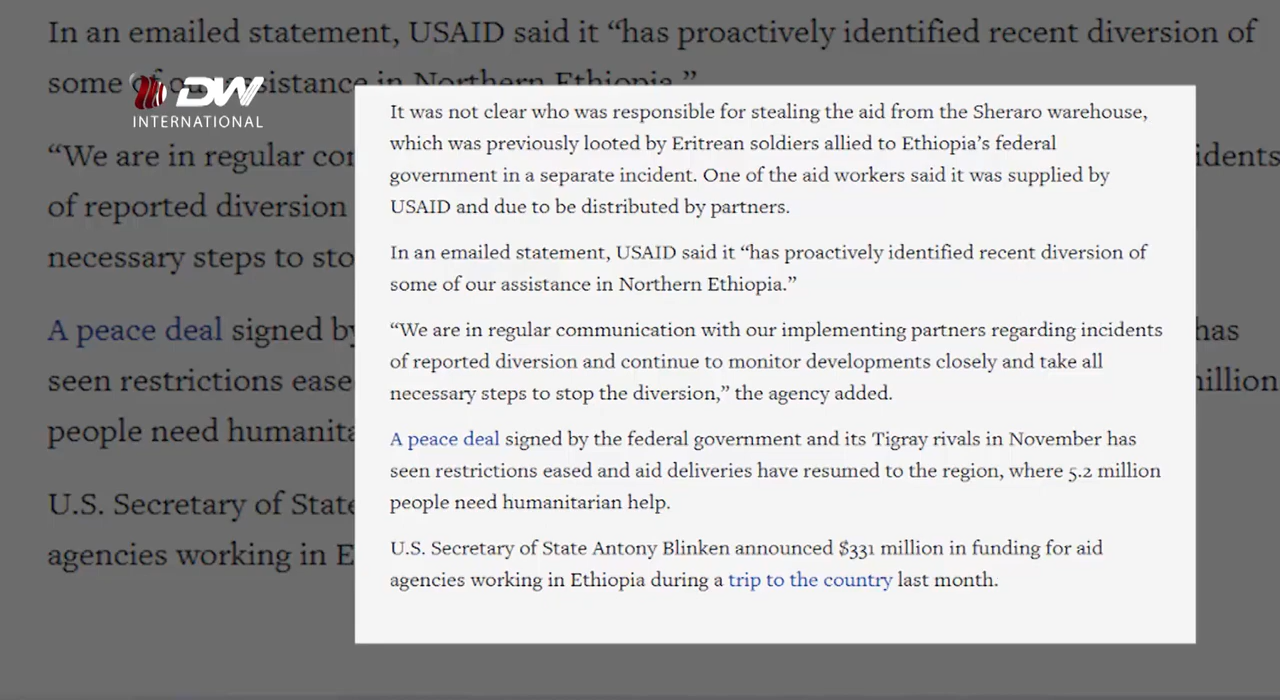 In an emailed statement, USAID said it “has proactively identified recent diversion of
some of our assistance in Northern Ethiopia.”
DW
INTERNATIONAL
“We are in regular
idents
of reported diversion
necessary steps to
A peace deal signed
has
seen restrictions ease
million
people need
U.S. Secretary of State
agencies working in
It was not clear who was responsible for stealing the aid from the Sheraro warehouse,
which was previously looted by Eritrean soldiers allied to Ethiopia’s federal
government in a separate incident. One of the aid workers said it was supplied by
USAID and due to be distributed by partners.
In an emailed statement, USAID said it “has proactively identified recent diversion of
some of our assistance in Northern Ethiopia.”
“We are in regular communication with our implementing partners regarding incidents
of reported diversion and continue to monitor developments closely and take all
necessary steps to stop the diversion,” the agency added.
A peace deal signed by the federal government and its Tigray rivals in November has
seen restrictions eased and aid deliveries have resumed to the region, where 5.2 million
people need humanitarian help.
U.S. Secretary of State Antony Blinken announced $331 million in funding for aid
agencies working in Ethiopia during a trip to the country last month.